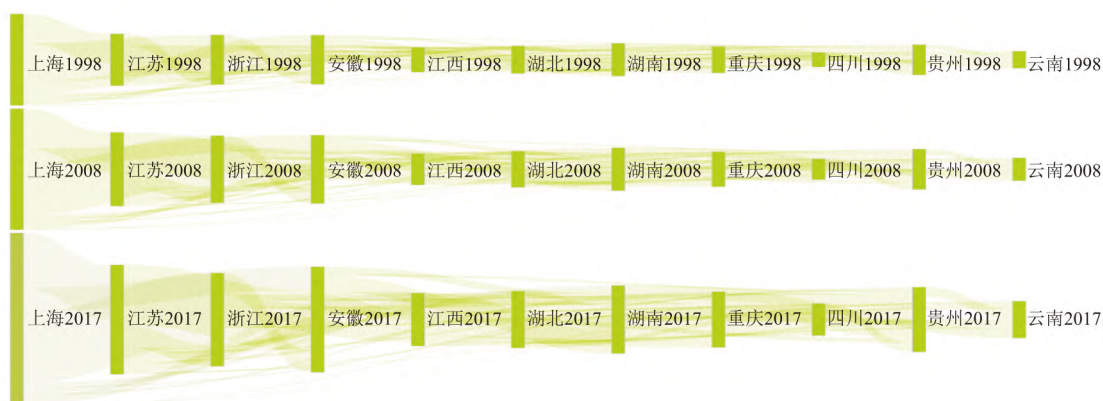 上海1998 江苏1998 浙江1998 安徽1998 江西1998 湖北1998 湖南1998 重庆1998 四川1998 贵州1998 云南1998
上海2008 江苏2008 浙江2008 安徽2008 江西2008 湖北2008 湖南2008 重庆2008 四川2008 贵州2008 云南2008
上海2017 江苏2017 浙江2017 安徽2017 江西2017 湖北2017 湖南2017 重庆2017 四川2017 贵州2017 云南2017